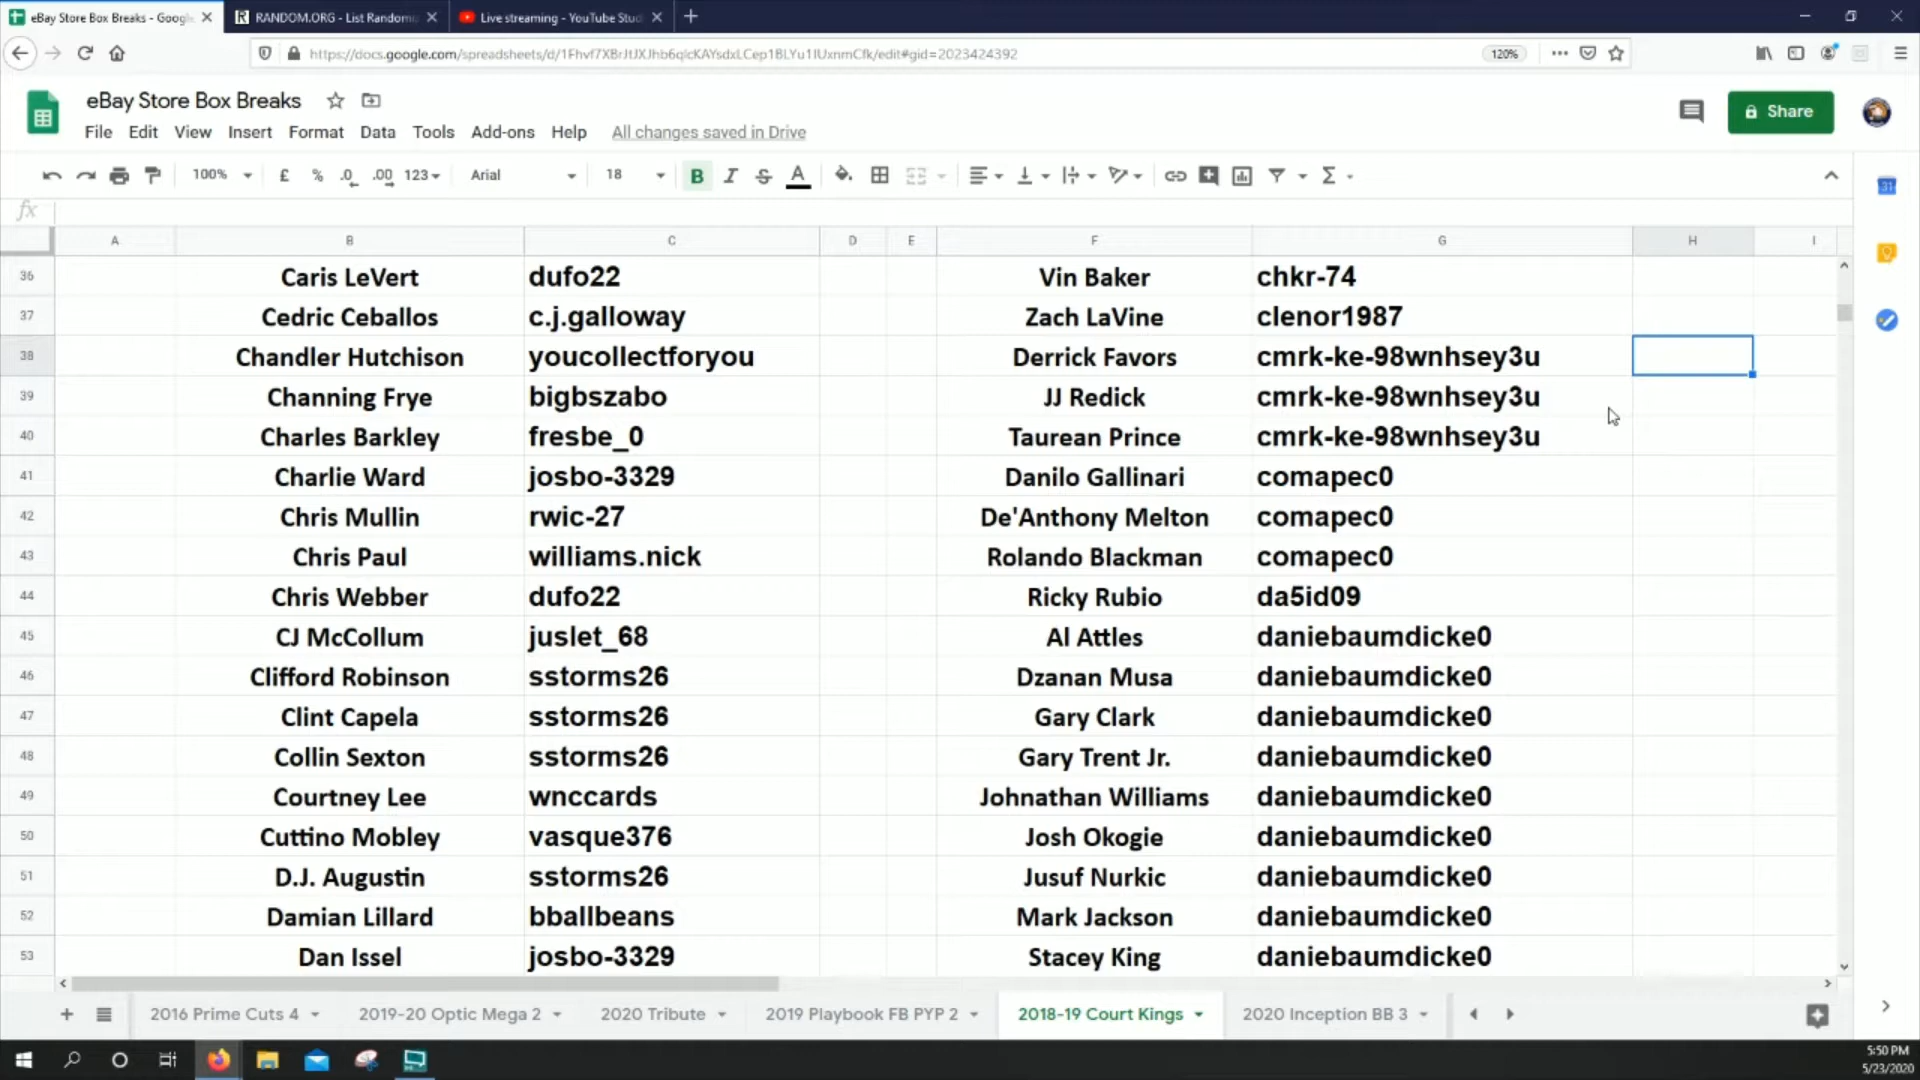 eBay Store Box Breaks - Googl
RANDOM.ORG - List Randomi
Live streaming - YouTube Stud
120%
eBay Store Box Breaks
File Edit View Insert Format Data Tools Add-ons Help All changes saved in Drive
Share
100% £ % .0 .00 123 Arial 18 B I S A Σ
fx
A B C D E F G H I
36 Caris LeVert dufo22 Vin Baker chkr-74
37 Cedric Ceballos c.j.galloway Zach LaVine clenor1987
38 Chandler Hutchison youcollectforyou Derrick Favors cmrk-ke-98wnhsey3u
39 Channing Frye bigbszabo JJ Redick cmrk-ke-98wnhsey3u
40 Charles Barkley fresbe_0 Taurean Prince cmrk-ke-98wnhsey3u
41 Charlie Ward josbo-3329 Danilo Gallinari comapec0
42 Chris Mullin rwic-27 De'Anthony Melton comapec0
43 Chris Paul williams.nick Rolando Blackman comapec0
44 Chris Webber dufo22 Ricky Rubio da5id09
45 CJ McCollum juslet_68 Al Attles daniebaumdicke0
46 Clifford Robinson sstorms26 Dzanan Musa daniebaumdicke0
47 Clint Capela sstorms26 Gary Clark daniebaumdicke0
48 Collin Sexton sstorms26 Gary Trent Jr. daniebaumdicke0
49 Courtney Lee wnccards Johnathan Williams daniebaumdicke0
50 Cuttino Mobley vasque376 Josh Okogie daniebaumdicke0
51 D.J. Augustin sstorms26 Jusuf Nurkic daniebaumdicke0
52 Damian Lillard bballbeans Mark Jackson daniebaumdicke0
53 Dan Issel josbo-3329 Stacey King daniebaumdicke0
2016 Prime Cuts 4 2019-20 Optic Mega 2 2020 Tribute 2019 Playbook FB PYP 2 2018-19 Court Kings 2020 Inception BB 3
5:50 PM
5/23/2020